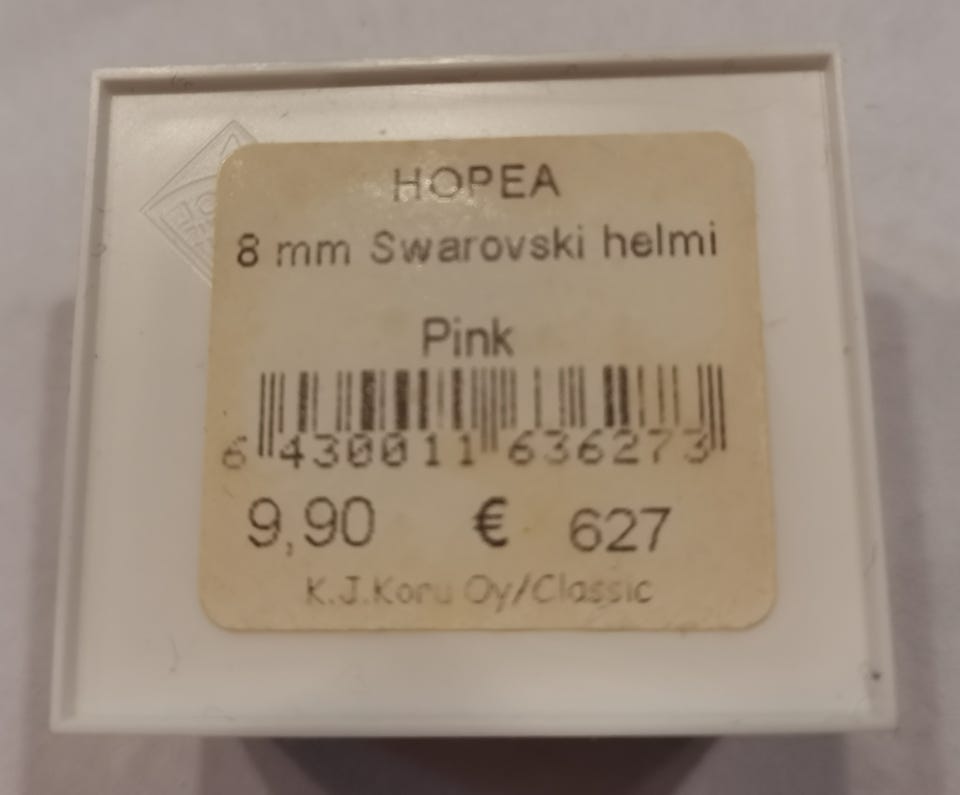 HOPEA
8 mm Swarovski helmi
Pink
6 430011 636273
9,90 € 627
K.J.Koru Oy/Classic